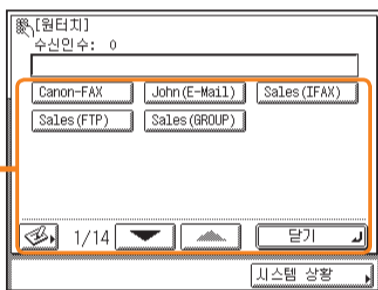 [원터치]
수신인수: 0
Canon-FAX John(E-Mail) Sales(IFAX)
Sales(FTP) Sales(GROUP)
1/14 닫기
시스템 상황